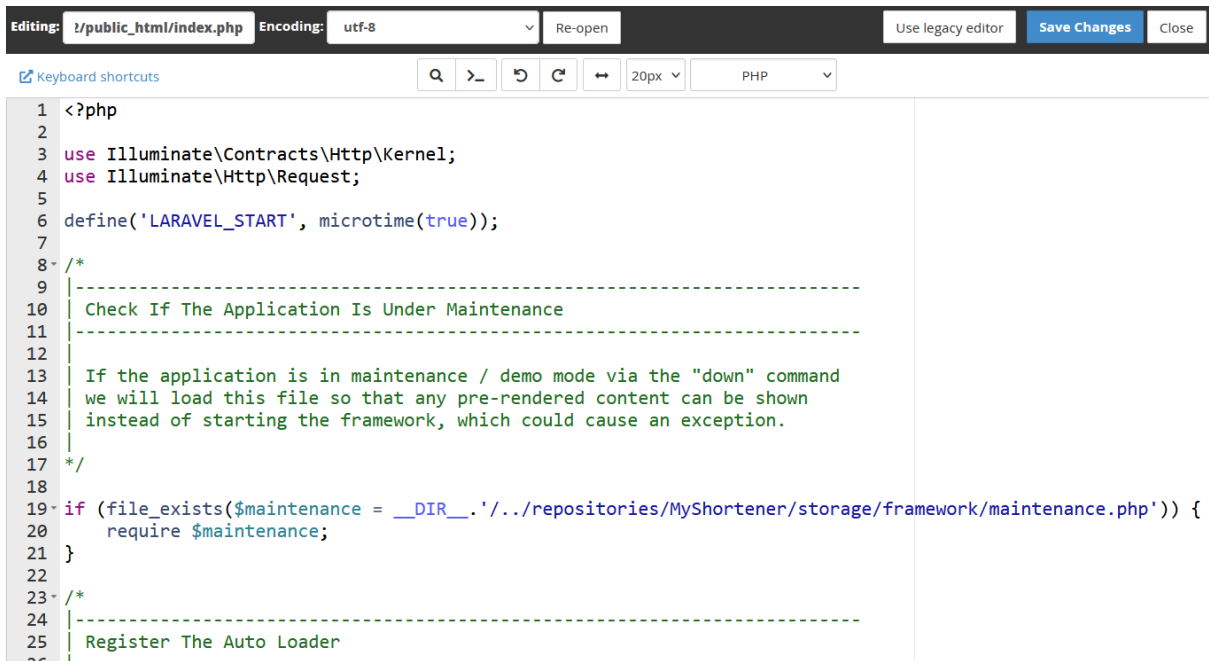 Editing: 2/public_html/index.php Encoding: utf-8 Re-open Use legacy editor Save Changes Close
Keyboard shortcuts >_ 20px PHP
1 <?php
2
3 use Illuminate\Contracts\Http\Kernel;
4 use Illuminate\Http\Request;
5
6 define('LARAVEL_START', microtime(true));
7
8 /*
9 |--------------------------------------------------------------------------
10 | Check If The Application Is Under Maintenance
11 |--------------------------------------------------------------------------
12 |
13 | If the application is in maintenance / demo mode via the "down" command
14 | we will load this file so that any pre-rendered content can be shown
15 | instead of starting the framework, which could cause an exception.
16 |
17 */
18
19 if (file_exists($maintenance = __DIR__.'/../repositories/MyShortener/storage/framework/maintenance.php')) {
20     require $maintenance;
21 }
22
23 /*
24 |--------------------------------------------------------------------------
25 | Register The Auto Loader